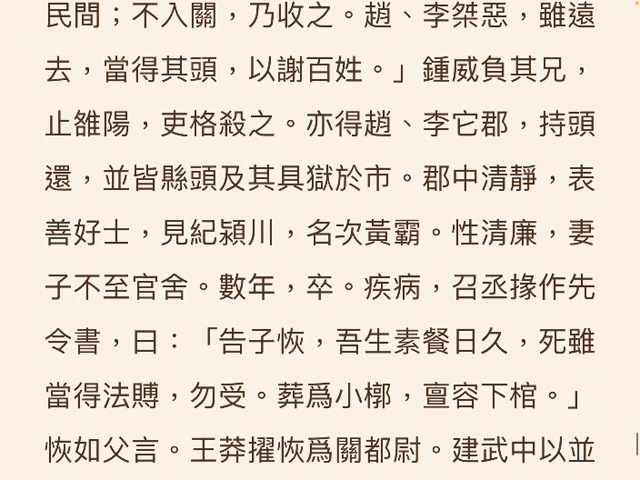 民間；不入關，乃收之。趙、李桀惡，雖遠
去，當得其頭，以謝百姓。」鍾威負其兄，
止雒陽，吏格殺之。亦得趙、李它郡，持頭
還，並皆縣頭及其具獄於市。郡中清靜，表
善好士，見紀潁川，名次黃霸。性清廉，妻
子不至官舍。數年，卒。疾病，召丞掾作先
令書，曰：「告子恢，吾生素餐日久，死雖
當得法賻，勿受。葬爲小槨，亶容下棺。」
恢如父言。王莽擢恢爲關都尉。建武中以並